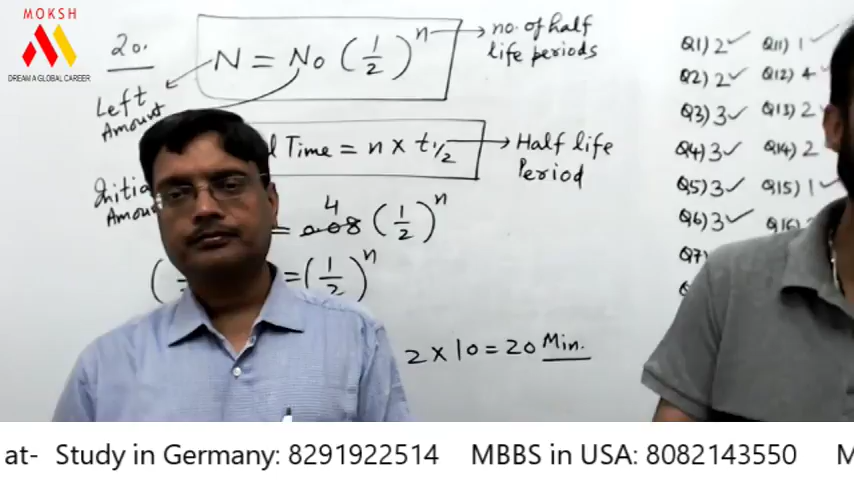 MOKSH
DREAM A GLOBAL CAREER
20.
N = No (1/2)^n
no. of half
life periods
Left
Amount
Time = n × t1/2
Half life
Period
Amount
= 0.08 4 (1/2)^n
( = (1/2)^n
2 × 10 = 20 Min.
Q1) 2 ✓ Q11) 1 ✓
Q2) 2 ✓ Q12) 4
Q3) 3 ✓ Q13) 2
Q4) 3 ✓ Q14) 2
Q5) 3 ✓ Q15) 1 ✓
Q6) 3 ✓
Q7)
at- Study in Germany: 8291922514 MBBS in USA: 8082143550